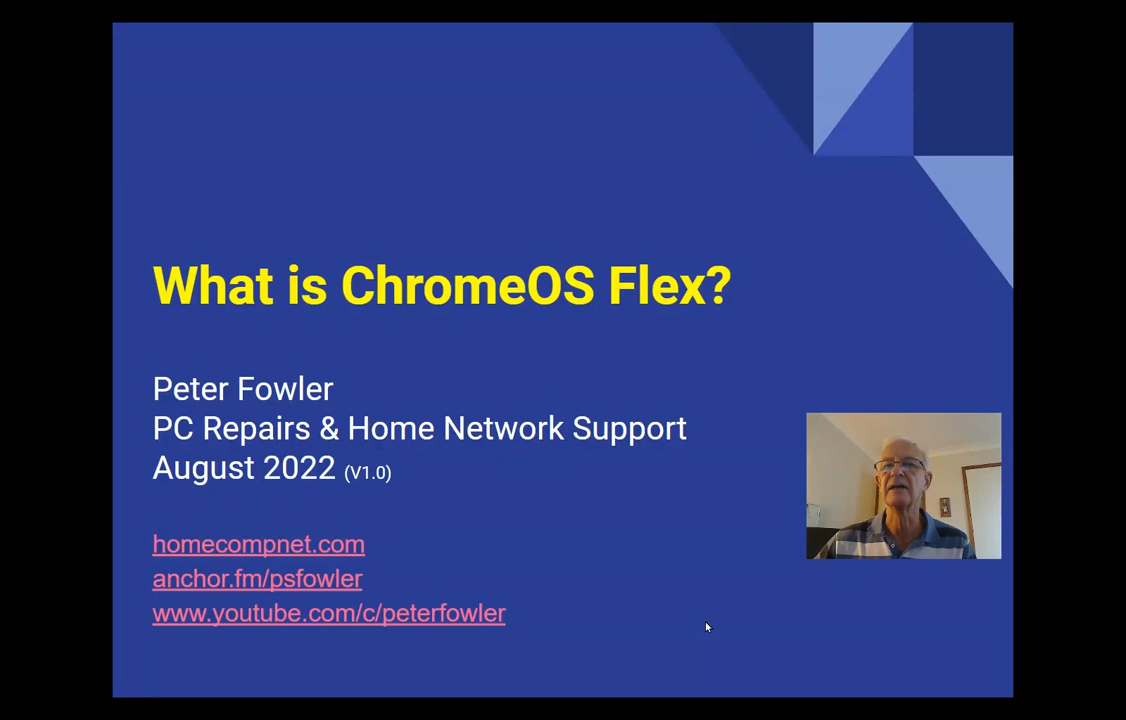 What is ChromeOS Flex?
Peter Fowler
PC Repairs & Home Network Support
August 2022 (V1.0)
homecompnet.com
anchor.fm/psfowler
www.youtube.com/c/peterfowler